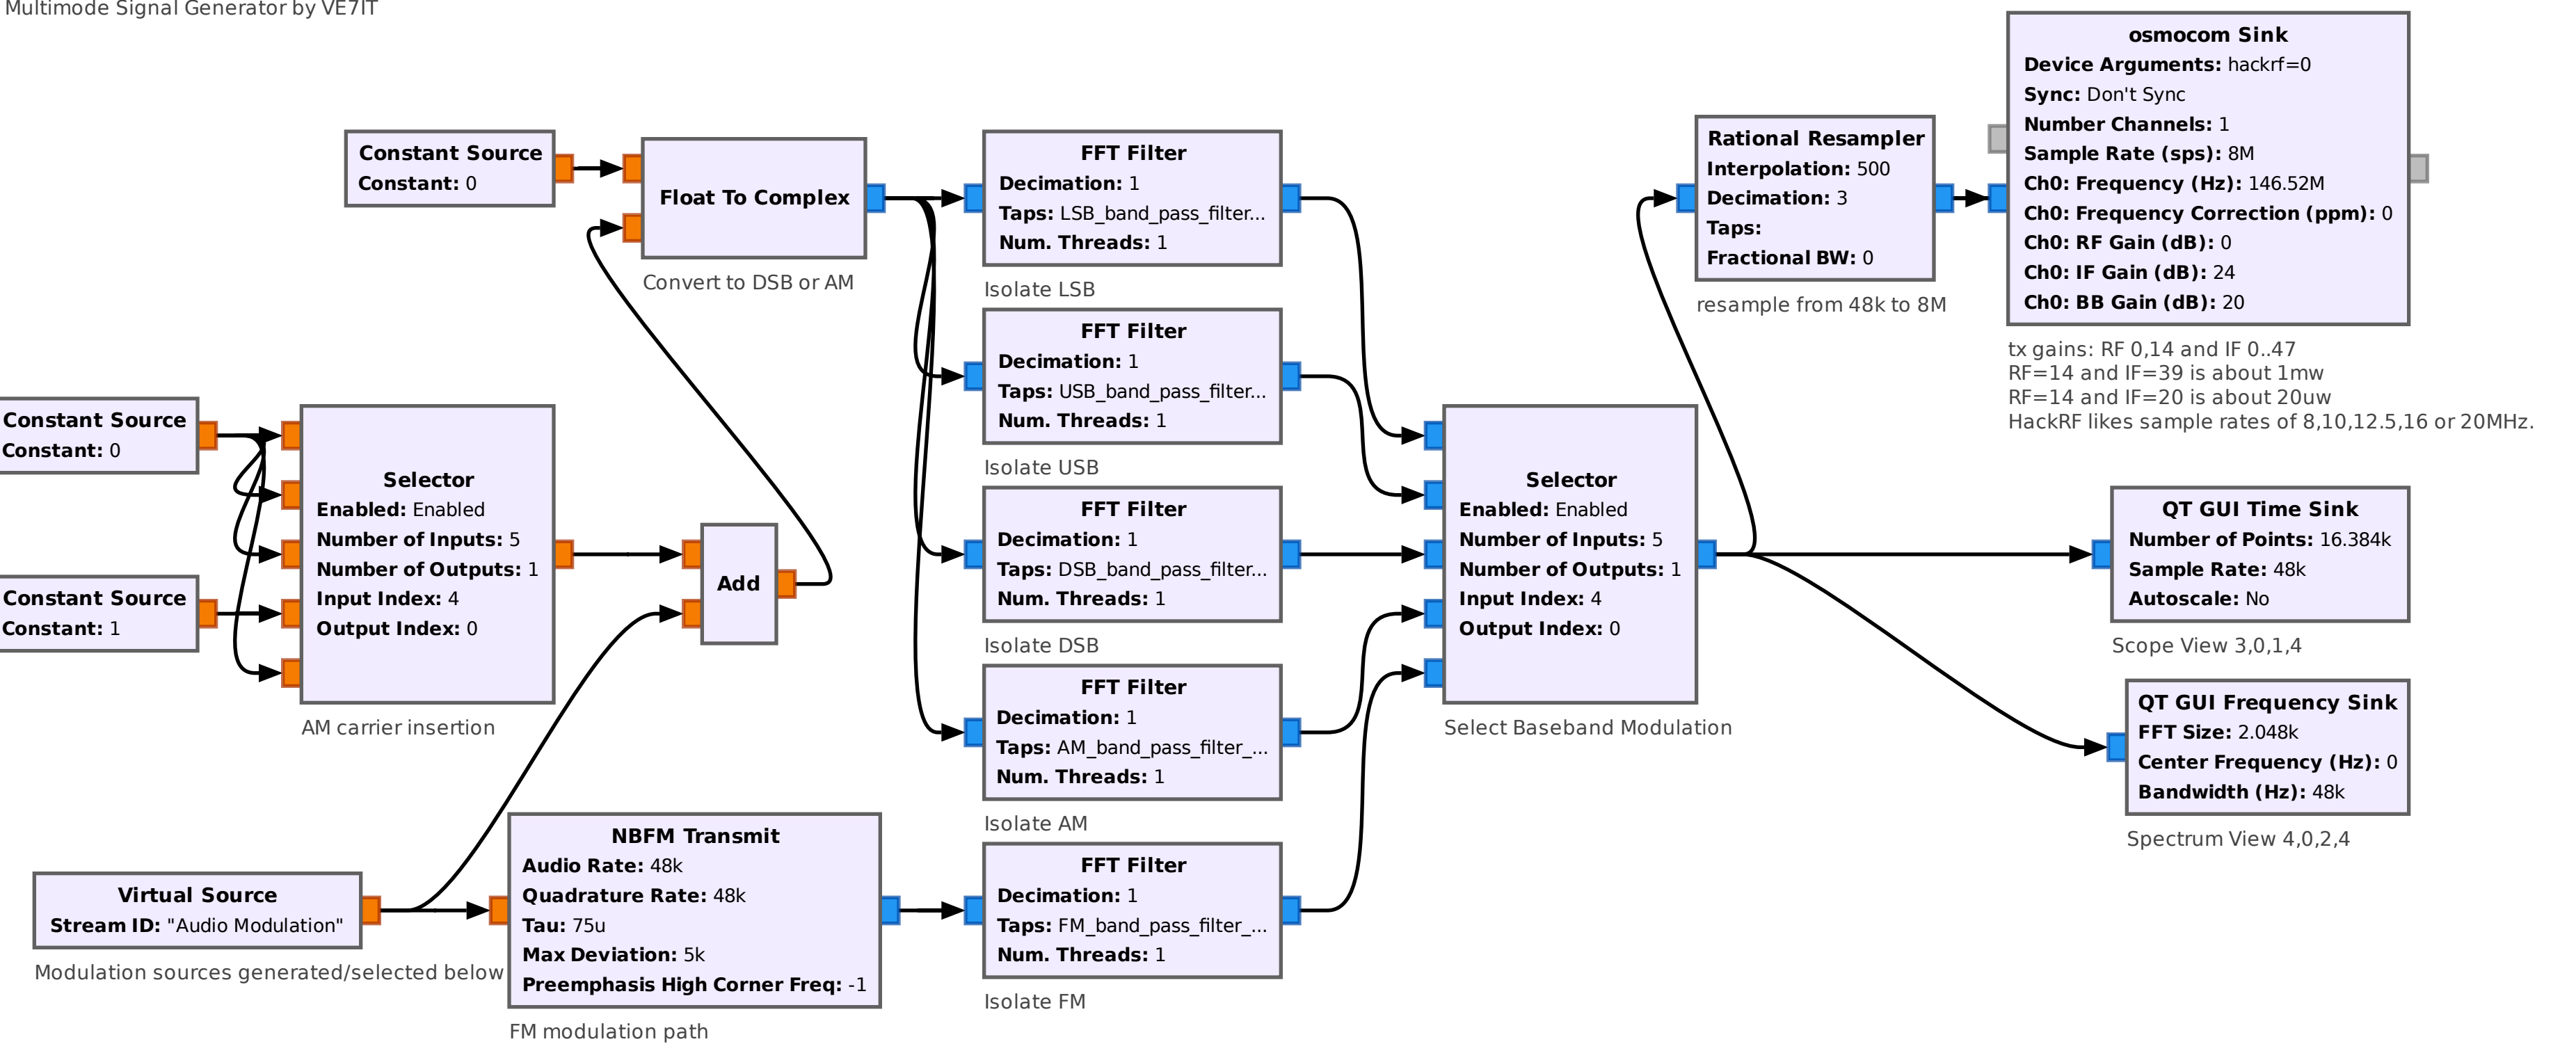 Multimode Signal Generator by VE7IT
osmocom Sink
Device Arguments: hackrf=0
Sync: Don't Sync
Number Channels: 1
Sample Rate (sps): 8M
Ch0: Frequency (Hz): 146.52M
Ch0: Frequency Correction (ppm): 0
Ch0: RF Gain (dB): 0
Ch0: IF Gain (dB): 24
Ch0: BB Gain (dB): 20
tx gains: RF 0,14 and IF 0..47
RF=14 and IF=39 is about 1mw
RF=14 and IF=20 is about 20uw
HackRF likes sample rates of 8,10,12.5,16 or 20MHz.
Constant Source
Constant: 0
Float To Complex
Convert to DSB or AM
FFT Filter
Decimation: 1
Taps: LSB_band_pass_filter...
Num. Threads: 1
Isolate LSB
Rational Resampler
Interpolation: 500
Decimation: 3
Taps:
Fractional BW: 0
resample from 48k to 8M
FFT Filter
Decimation: 1
Taps: USB_band_pass_filter...
Num. Threads: 1
Isolate USB
Constant Source
Constant: 0
Constant Source
Constant: 1
Selector
Enabled: Enabled
Number of Inputs: 5
Number of Outputs: 1
Input Index: 4
Output Index: 0
AM carrier insertion
Add
FFT Filter
Decimation: 1
Taps: DSB_band_pass_filter...
Num. Threads: 1
Isolate DSB
Selector
Enabled: Enabled
Number of Inputs: 5
Number of Outputs: 1
Input Index: 4
Output Index: 0
Select Baseband Modulation
QT GUI Time Sink
Number of Points: 16.384k
Sample Rate: 48k
Autoscale: No
Scope View 3,0,1,4
FFT Filter
Decimation: 1
Taps: AM_band_pass_filter_...
Num. Threads: 1
Isolate AM
QT GUI Frequency Sink
FFT Size: 2.048k
Center Frequency (Hz): 0
Bandwidth (Hz): 48k
Spectrum View 4,0,2,4
Virtual Source
Stream ID: "Audio Modulation"
Modulation sources generated/selected below
NBFM Transmit
Audio Rate: 48k
Quadrature Rate: 48k
Tau: 75u
Max Deviation: 5k
Preemphasis High Corner Freq: -1
FM modulation path
FFT Filter
Decimation: 1
Taps: FM_band_pass_filter_...
Num. Threads: 1
Isolate FM